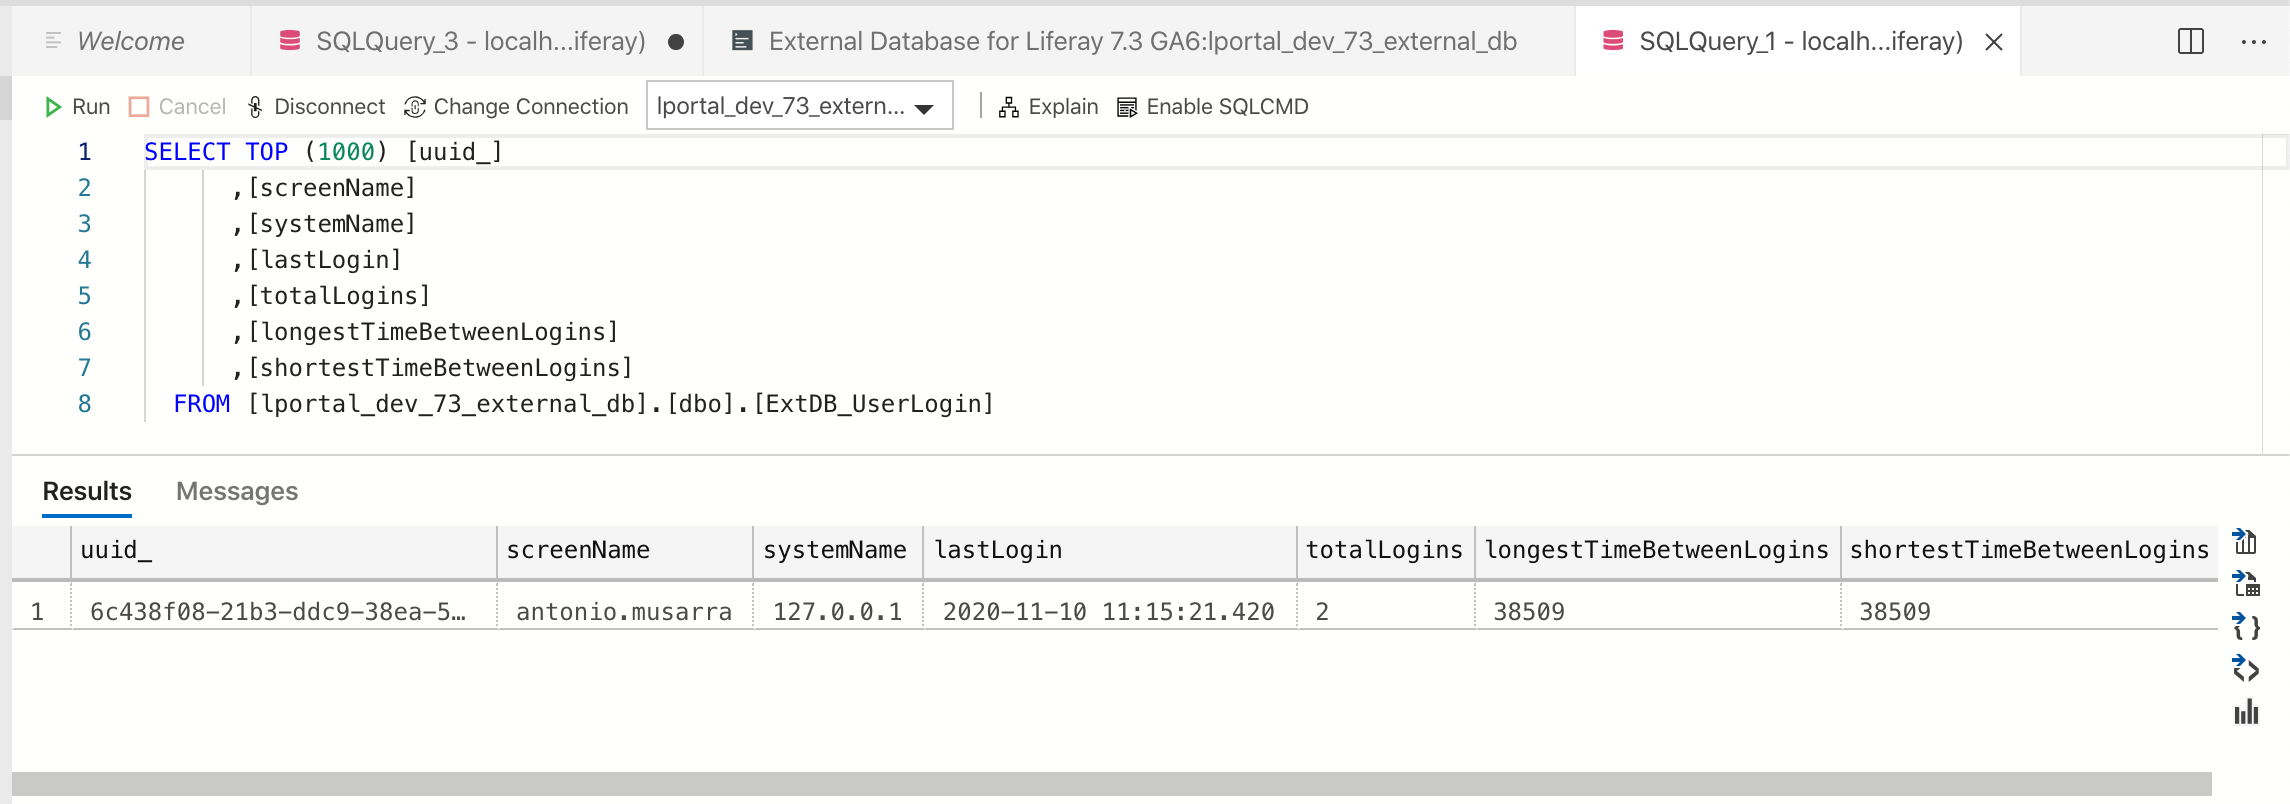 Welcome SQLQuery_3 - localh...iferay) External Database for Liferay 7.3 GA6:lportal_dev_73_external_db SQLQuery_1 - localh...iferay)
Run Cancel Disconnect Change Connection lportal_dev_73_extern... Explain Enable SQLCMD
1 SELECT TOP (1000) [uuid_]
2 ,[screenName]
3 ,[systemName]
4 ,[lastLogin]
5 ,[totalLogins]
6 ,[longestTimeBetweenLogins]
7 ,[shortestTimeBetweenLogins]
8 FROM [lportal_dev_73_external_db].[dbo].[ExtDB_UserLogin]
Results Messages
uuid_ screenName systemName lastLogin totalLogins longestTimeBetweenLogins shortestTimeBetweenLogins
1 6c438f08-21b3-ddc9-38ea-5… antonio.musarra 127.0.0.1 2020-11-10 11:15:21.420 2 38509 38509